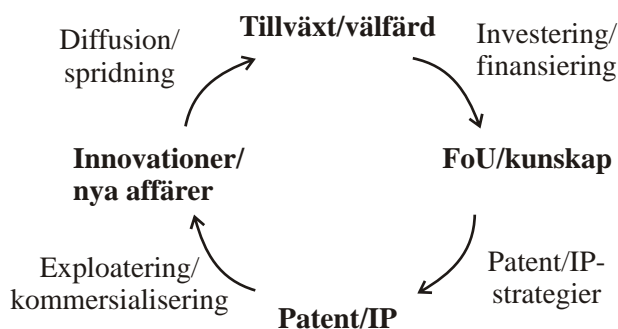 Tillväxt/välfärd
Investering/
finansiering
FoU/kunskap
Patent/IP-
strategier
Patent/IP
Exploatering/
kommersialisering
Innovationer/
nya affärer
Diffusion/
spridning